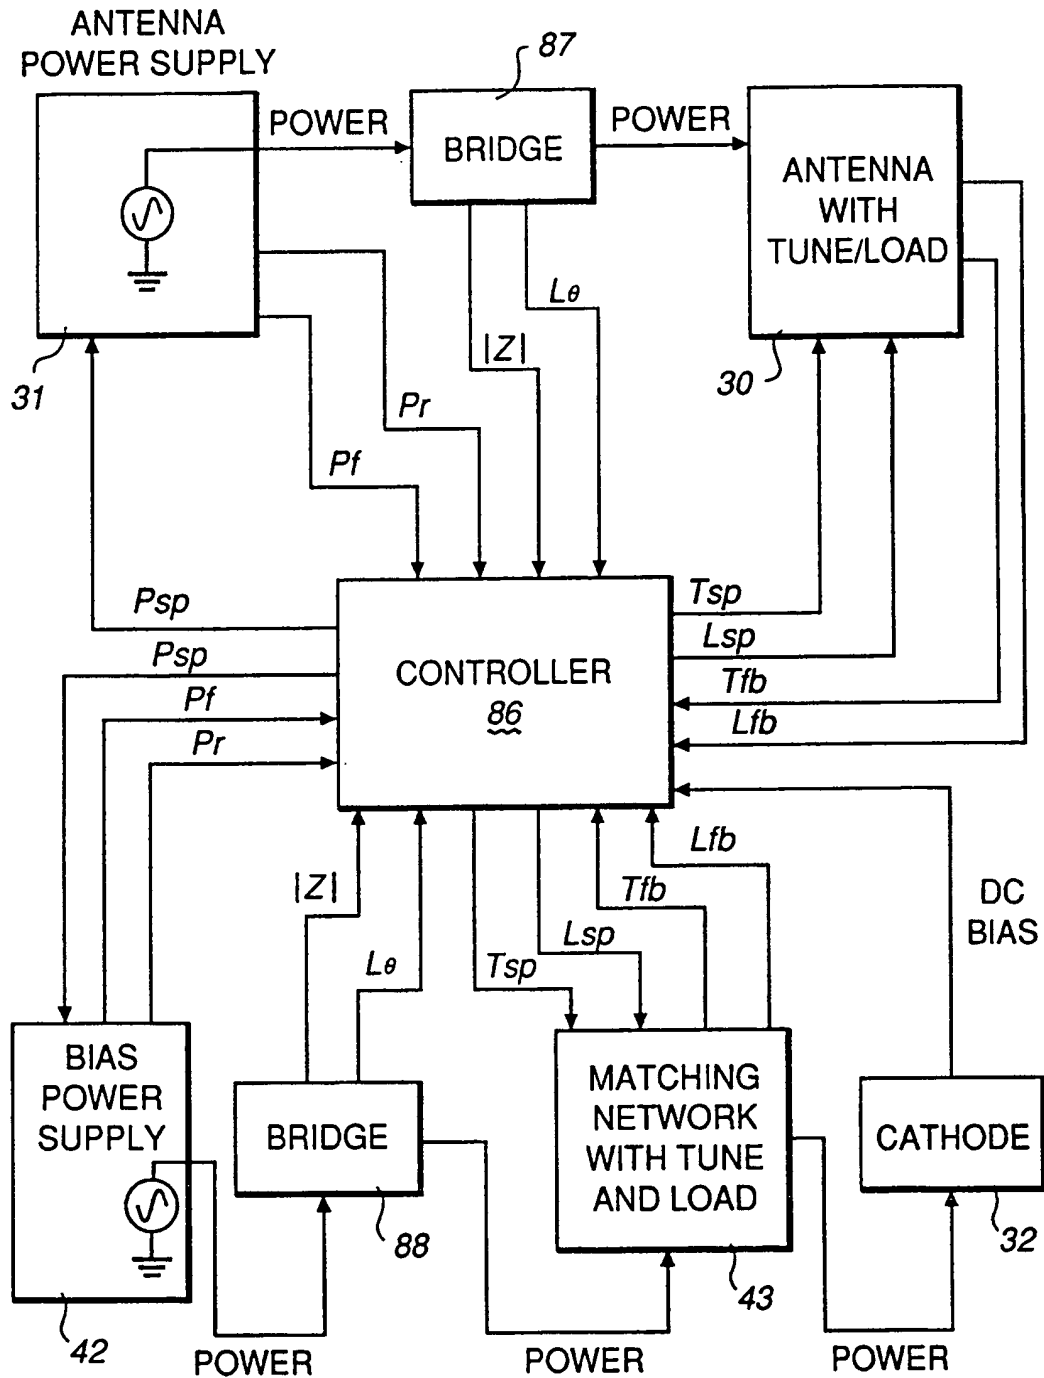 ANTENNA
POWER SUPPLY
87
POWER
BRIDGE
POWER
ANTENNA
WITH
TUNE/LOAD
31
30
Lθ
|Z|
Pr
Pf
Psp
Psp
Pf
Pr
CONTROLLER
86
Tsp
Lsp
Tfb
Lfb
|Z|
Lθ
Tsp
Lsp
Tfb
Lfb
DC
BIAS
BIAS
POWER
SUPPLY
BRIDGE
MATCHING
NETWORK
WITH TUNE
AND LOAD
CATHODE
42
88
43
32
POWER
POWER
POWER